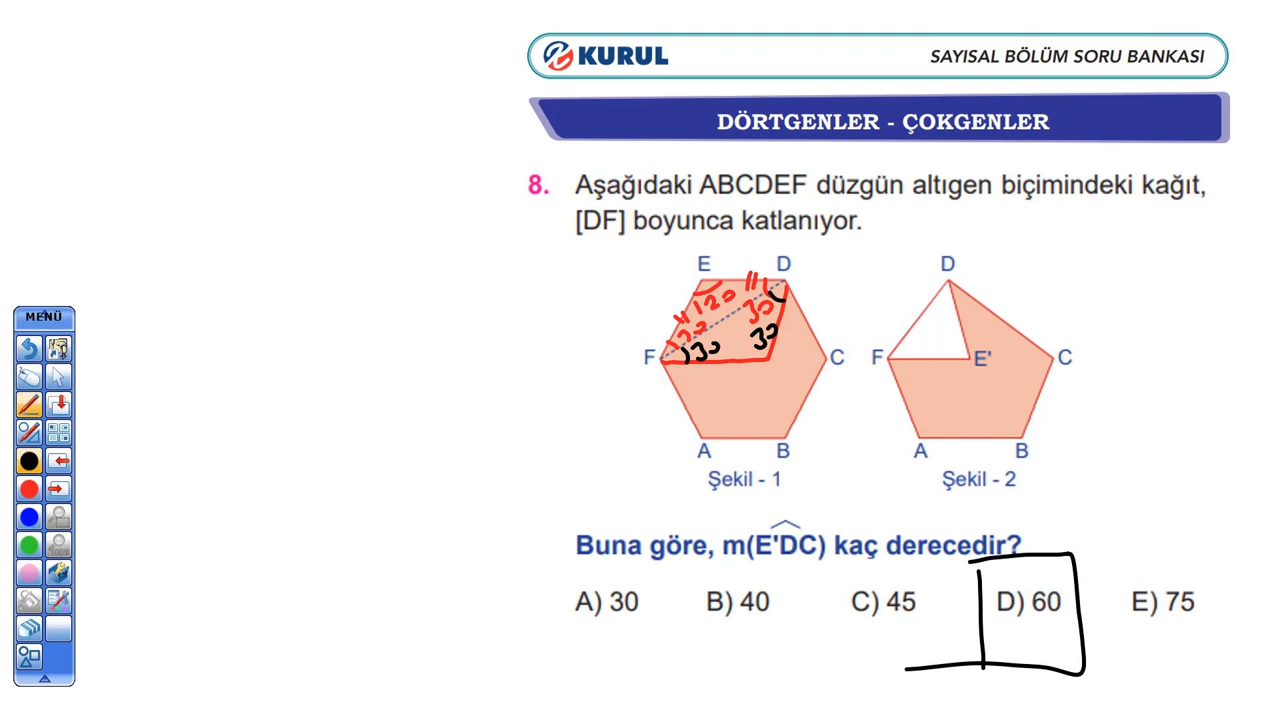 KURUL
SAYISAL BÖLÜM SORU BANKASI
DÖRTGENLER - ÇOKGENLER
8. Aşağıdaki ABCDEF düzgün altıgen biçimindeki kağıt,
[DF] boyunca katlanıyor.
E D D
120
30
30
30
F C F E' C
A B A B
Şekil - 1 Şekil - 2
Buna göre, m(E'DC) kaç derecedir?
A) 30 B) 40 C) 45 D) 60 E) 75
MENÜ
100%